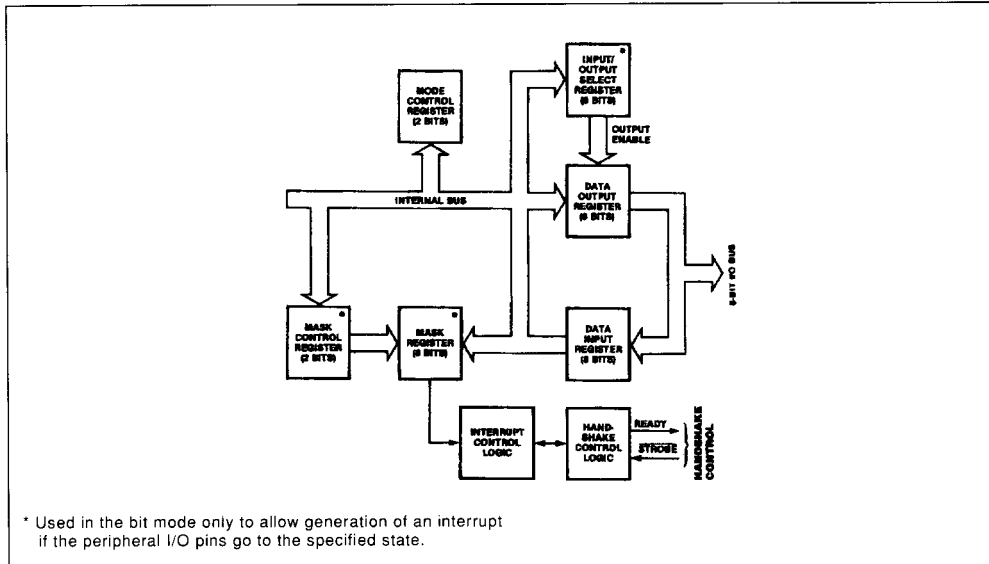 *
INPUT/
OUTPUT
SELECT
REGISTER
(8 BITS)
MODE
CONTROL
REGISTER
(2 BITS)
OUTPUT
ENABLE
DATA
OUTPUT
REGISTER
(8 BITS)
INTERNAL BUS
8-BIT I/O BUS
*
MASK
CONTROL
REGISTER
(2 BITS)
*
MASK
REGISTER
(8 BITS)
DATA
INPUT
REGISTER
(8 BITS)
INTERRUPT
CONTROL
LOGIC
HAND-
SHAKE
CONTROL
LOGIC
READY
STROBE
HANDSHAKE
CONTROL
* Used in the bit mode only to allow generation of an interrupt
if the peripheral I/O pins go to the specified state.